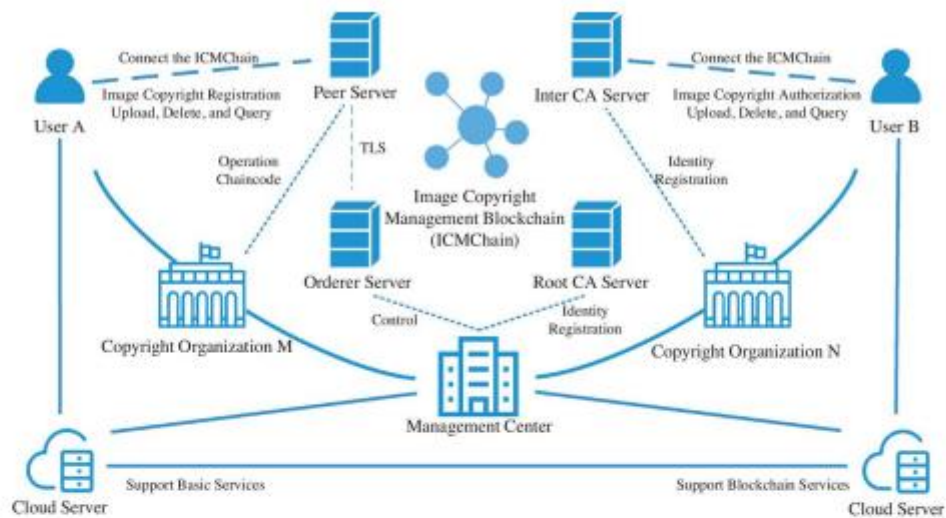 Connect the ICMChain
Connect the ICMChain
Peer Server
Inter CA Server
Image Copyright Registration
Upload, Delete, and Query
Image Copyright Authorization
Upload, Delete, and Query
User A
User B
TLS
Operation
Chaincode
Identity
Registration
Image Copyright
Management Blockchain
(ICMChain)
Orderer Server
Root CA Server
Control
Identity
Registration
Copyright Organization M
Copyright Organization N
Management Center
Support Basic Services
Support Blockchain Services
Cloud Server
Cloud Server